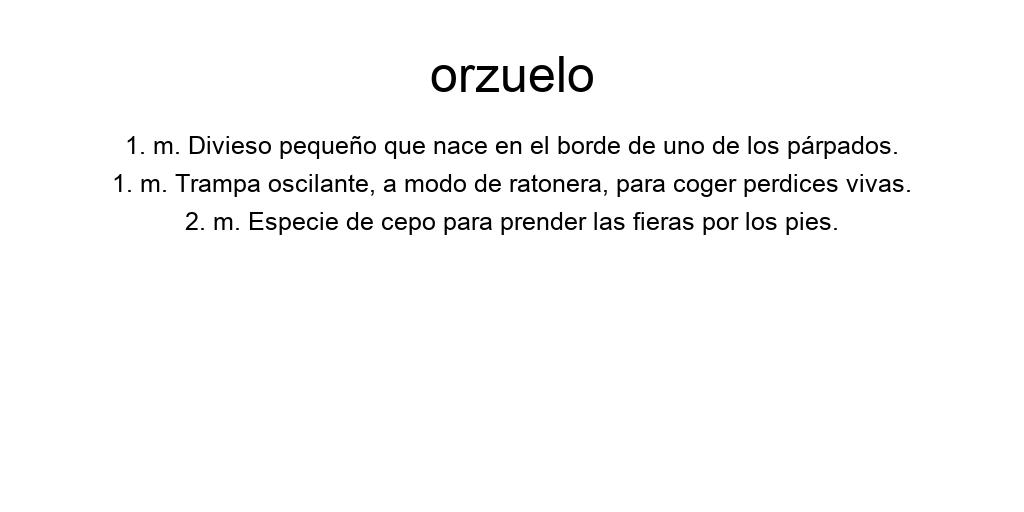 orzuelo
1. m. Divieso pequeño que nace en el borde de uno de los párpados.
1. m. Trampa oscilante, a modo de ratonera, para coger perdices vivas.
2. m. Especie de cepo para prender las fieras por los pies.